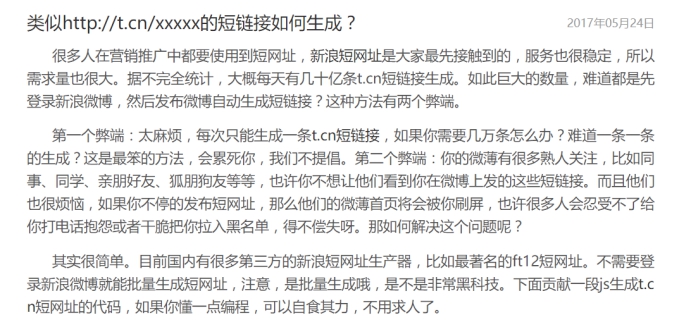 类似http://t.cn/xxxxx的短链接如何生成？
2017年05月24日
很多人在营销推广中都要使用到短网址，新浪短网址是大家最先接触到的，服务也很稳定，所以
需求量也很大。据不完全统计，大概每天有几十亿条t.cn短链接生成。如此巨大的数量，难道都是先
登录新浪微博，然后发布微博自动生成短链接？这种方法有两个弊端。
第一个弊端：太麻烦，每次只能生成一条t.cn短链接，如果你需要几万条怎么办？难道一条一条
的生成？这是最笨的方法，会累死你，我们不提倡。第二个弊端：你的微薄有很多熟人关注，比如同
事、同学、亲朋好友、狐朋狗友等等，也许你不想让他们看到你在微博上发的这些短链接。而且他们
也很烦恼，如果你不停的发布短网址，那么他们的微薄首页将会被你刷屏，也许很多人会忍受不了给
你打电话抱怨或者干脆把你拉入黑名单，得不偿失呀。那如何解决这个问题呢？
其实很简单。目前国内有很多第三方的新浪短网址生产器，比如最著名的ft12短网址。不需要登
录新浪微博就能批量生成短网址，注意，是批量生成哦，是不是非常黑科技。下面贡献一段js生成t.c
n短网址的代码，如果你懂一点编程，可以自食其力，不用求人了。